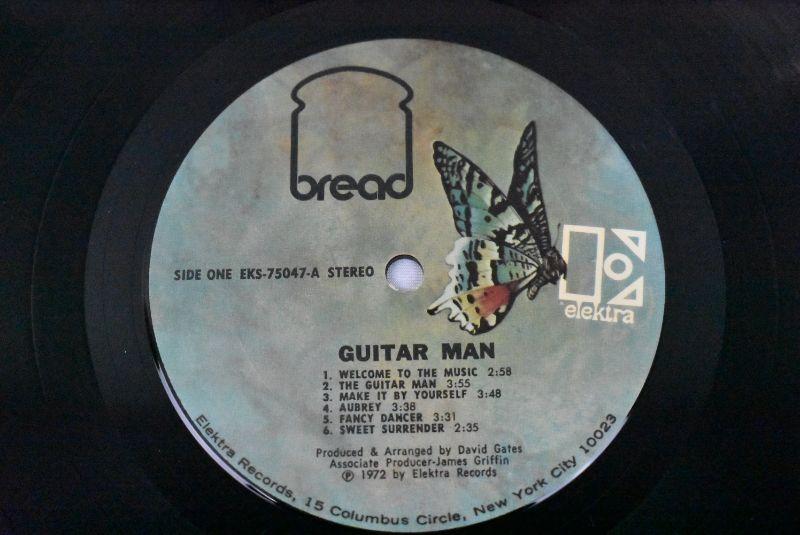 bread
SIDE ONE EKS-75047-A STEREO
elektra
GUITAR MAN
1. WELCOME TO THE MUSIC 2:58
2. THE GUITAR MAN 3:55
3. MAKE IT BY YOURSELF 3:48
4. AUBREY 3:38
5. FANCY DANCER 3:31
6. SWEET SURRENDER 2:35
Produced & Arranged by David Gates
Associate Producer-James Griffin
℗ 1972 by Elektra Records
Elektra Records, 15 Columbus Circle, New York City 10023